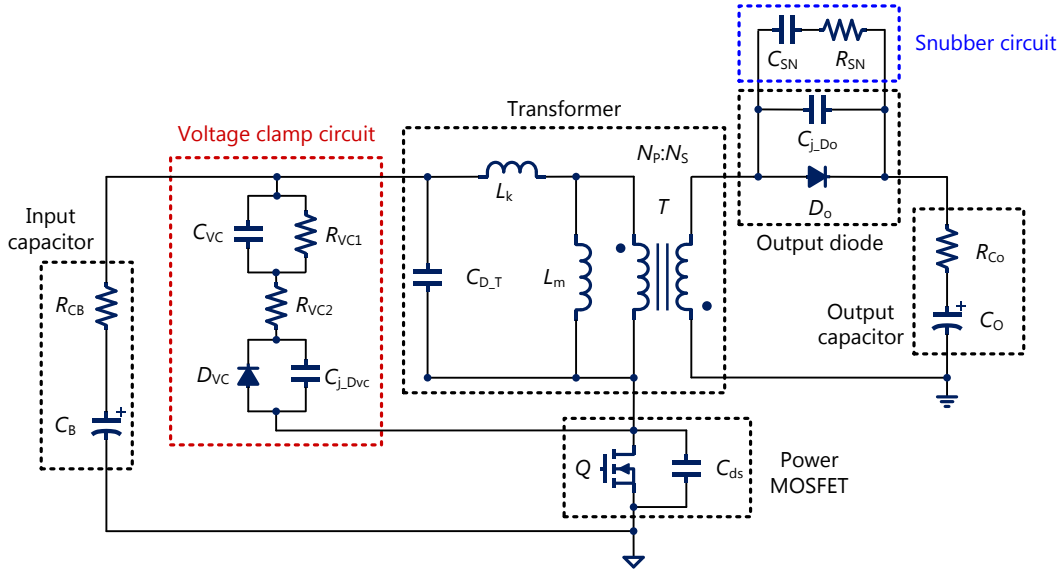 Snubber circuit
C_SN
R_SN
Transformer
Voltage clamp circuit
C_j_Do
N_P:N_S
L_k
T
D_o
Input
capacitor
C_VC
R_VC1
Output diode
R_CB
R_VC2
C_D_T
L_m
R_Co
Output
capacitor
+
C_O
D_VC
C_j_Dvc
+
C_B
Q
C_ds
Power
MOSFET